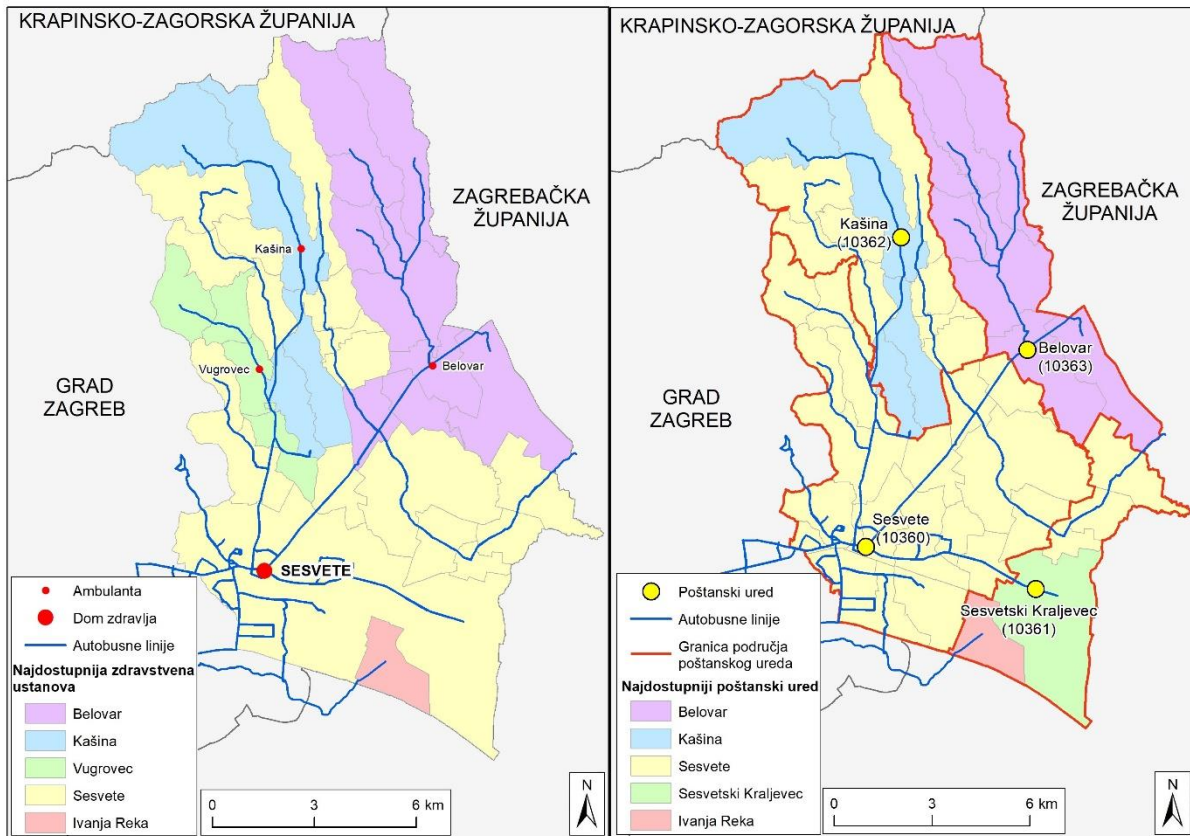 KRAPINSKO-ZAGORSKA ŽUPANIJA
ZAGREBAČKA
ŽUPANIJA
Kašina
Vugrovec
Belovar
GRAD
ZAGREB
SESVETE
Ambulanta
Dom zdravlja
Autobusne linije
Najdostupnija zdravstvena
ustanova
Belovar
Kašina
Vugrovec
Sesvete
Ivanja Reka
0 3 6 km
N
KRAPINSKO-ZAGORSKA ŽUPANIJA
ZAGREBAČKA
ŽUPANIJA
Kašina
(10362)
Belovar
(10363)
GRAD
ZAGREB
Sesvete
(10360)
Sesvetski Kraljevec
(10361)
Poštanski ured
Autobusne linije
Granica područja
poštanskog ureda
Najdostupniji poštanski ured
Belovar
Kašina
Sesvete
Sesvetski Kraljevec
Ivanja Reka
0 3 6 km
N